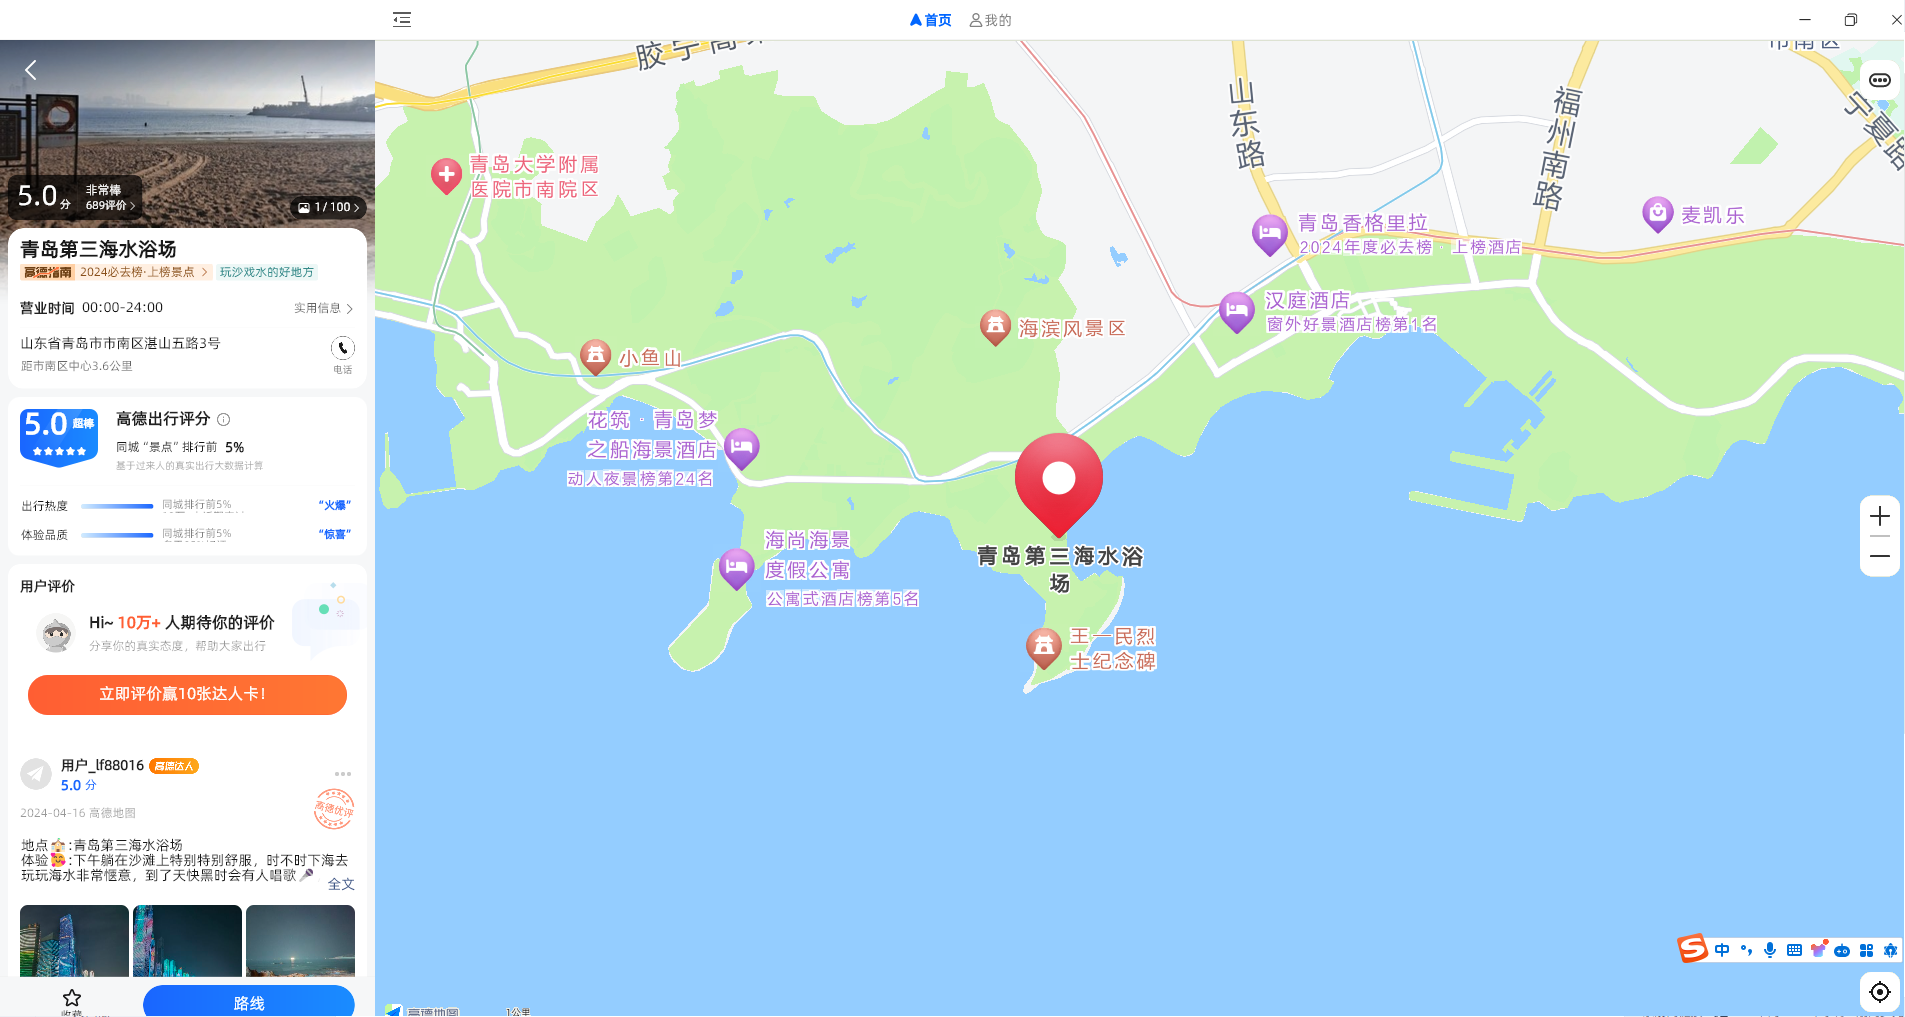 首页
我的
5.0分
非常棒
689评价
1/100
青岛第三海水浴场
高德指南 2024必去榜·上榜景点 玩沙戏水的好地方
营业时间 00:00-24:00 实用信息
山东省青岛市市南区湛山五路3号
距市南区中心3.6公里
电话
5.0 超棒
高德出行评分
同城“景点”排行前 5%
基于过来人的真实出行大数据计算
出行热度 同城排行前5% “火爆”
体验品质 同城排行前5% “惊喜”
用户评价
Hi~ 10万+ 人期待你的评价
分享你的真实态度，帮助大家出行
立即评价赢10张达人卡！
用户_lf88016 高德达人
5.0 分
2024-04-16 高德地图
高德优评
地点:青岛第三海水浴场
体验:下午躺在沙滩上特别特别舒服，时不时下海去
玩玩海水非常惬意，到了天快黑时会有人唱歌
全文
收藏
路线
市南区
山东路
福州南路
宁夏路
青岛大学附属
医院市南院区
青岛香格里拉
2024年度必去榜·上榜酒店
麦凯乐
汉庭酒店
窗外好景酒店榜第1名
海滨风景区
小鱼山
花筑·青岛梦
之船海景酒店
动人夜景榜第24名
海尚海景
度假公寓
公寓式酒店榜第5名
青岛第三海水浴
场
王一民烈
士纪念碑
中
高德地图
1公里